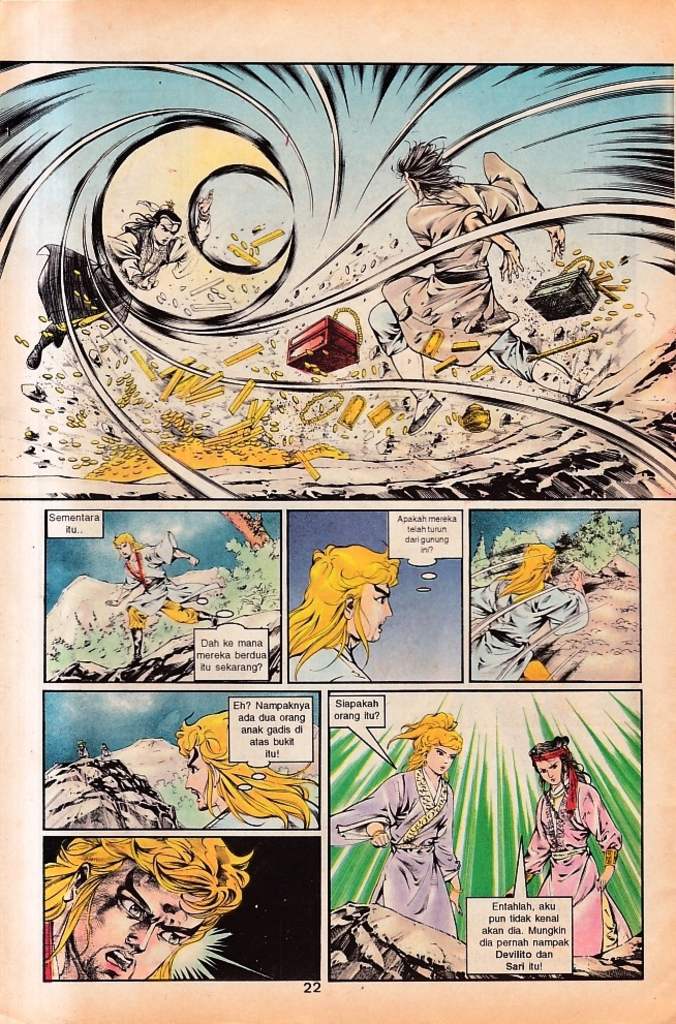 Sementara
itu..
Dah ke mana
mereka berdua
itu sekarang?
Apakah mereka
telah turun
dari gunung
ini?
Eh? Nampaknya
ada dua orang
anak gadis di
atas bukit
itu!
Siapakah
orang itu?
Entahlah, aku
pun tidak kenal
akan dia. Mungkin
dia pernah nampak
Devilito dan
Sari itu!
22